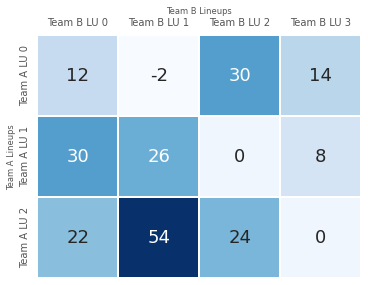 Team B Lineups
Team B LU 0 Team B LU 1 Team B LU 2 Team B LU 3
Team A Lineups
Team A LU 0
12 -2 30 14
Team A LU 1
30 26 0 8
Team A LU 2
22 54 24 0